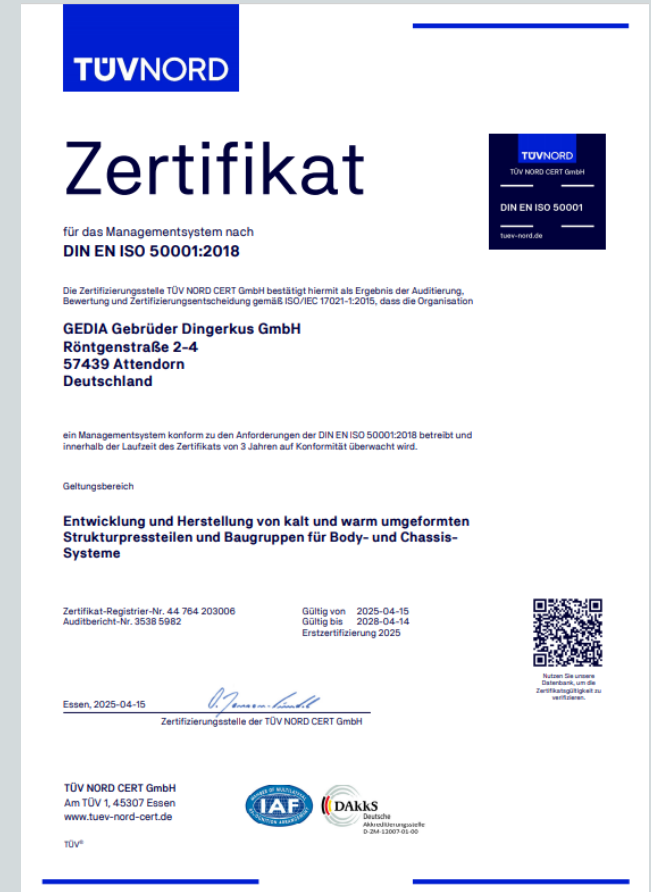 TÜVNORD
Zertifikat
TÜVNORD
TÜV NORD CERT GmbH
DIN EN ISO 50001
tuev-nord.de
für das Managementsystem nach
DIN EN ISO 50001:2018
Die Zertifizierungsstelle TÜV NORD CERT GmbH bestätigt hiermit als Ergebnis der Auditierung,
Bewertung und Zertifizierungsentscheidung gemäß ISO/IEC 17021-1:2015, dass die Organisation
GEDIA Gebrüder Dingerkus GmbH
Röntgenstraße 2-4
57439 Attendorn
Deutschland
ein Managementsystem konform zu den Anforderungen der DIN EN ISO 50001:2018 betreibt und
innerhalb der Laufzeit des Zertifikats von 3 Jahren auf Konformität überwacht wird.
Geltungsbereich
Entwicklung und Herstellung von kalt und warm umgeformten
Strukturpressteilen und Baugruppen für Body- und Chassis-
Systeme
Zertifikat-Registrier-Nr. 44 764 203006
Auditbericht-Nr. 3538 5982
Gültig von 2025-04-15
Gültig bis 2028-04-14
Erstzertifizierung 2025
Nutzen Sie unsere
Datenbank, um die
Zertifikatsgültigkeit zu
verifizieren.
Essen, 2025-04-15
Zertifizierungsstelle der TÜV NORD CERT GmbH
TÜV NORD CERT GmbH
Am TÜV 1, 45307 Essen
www.tuev-nord-cert.de
TÜV®
MEMBER OF MULTILATERAL
IAF
RECOGNITION ARRANGEMENT
DAkkS
Deutsche
Akkreditierungsstelle
D-ZM-12007-01-00